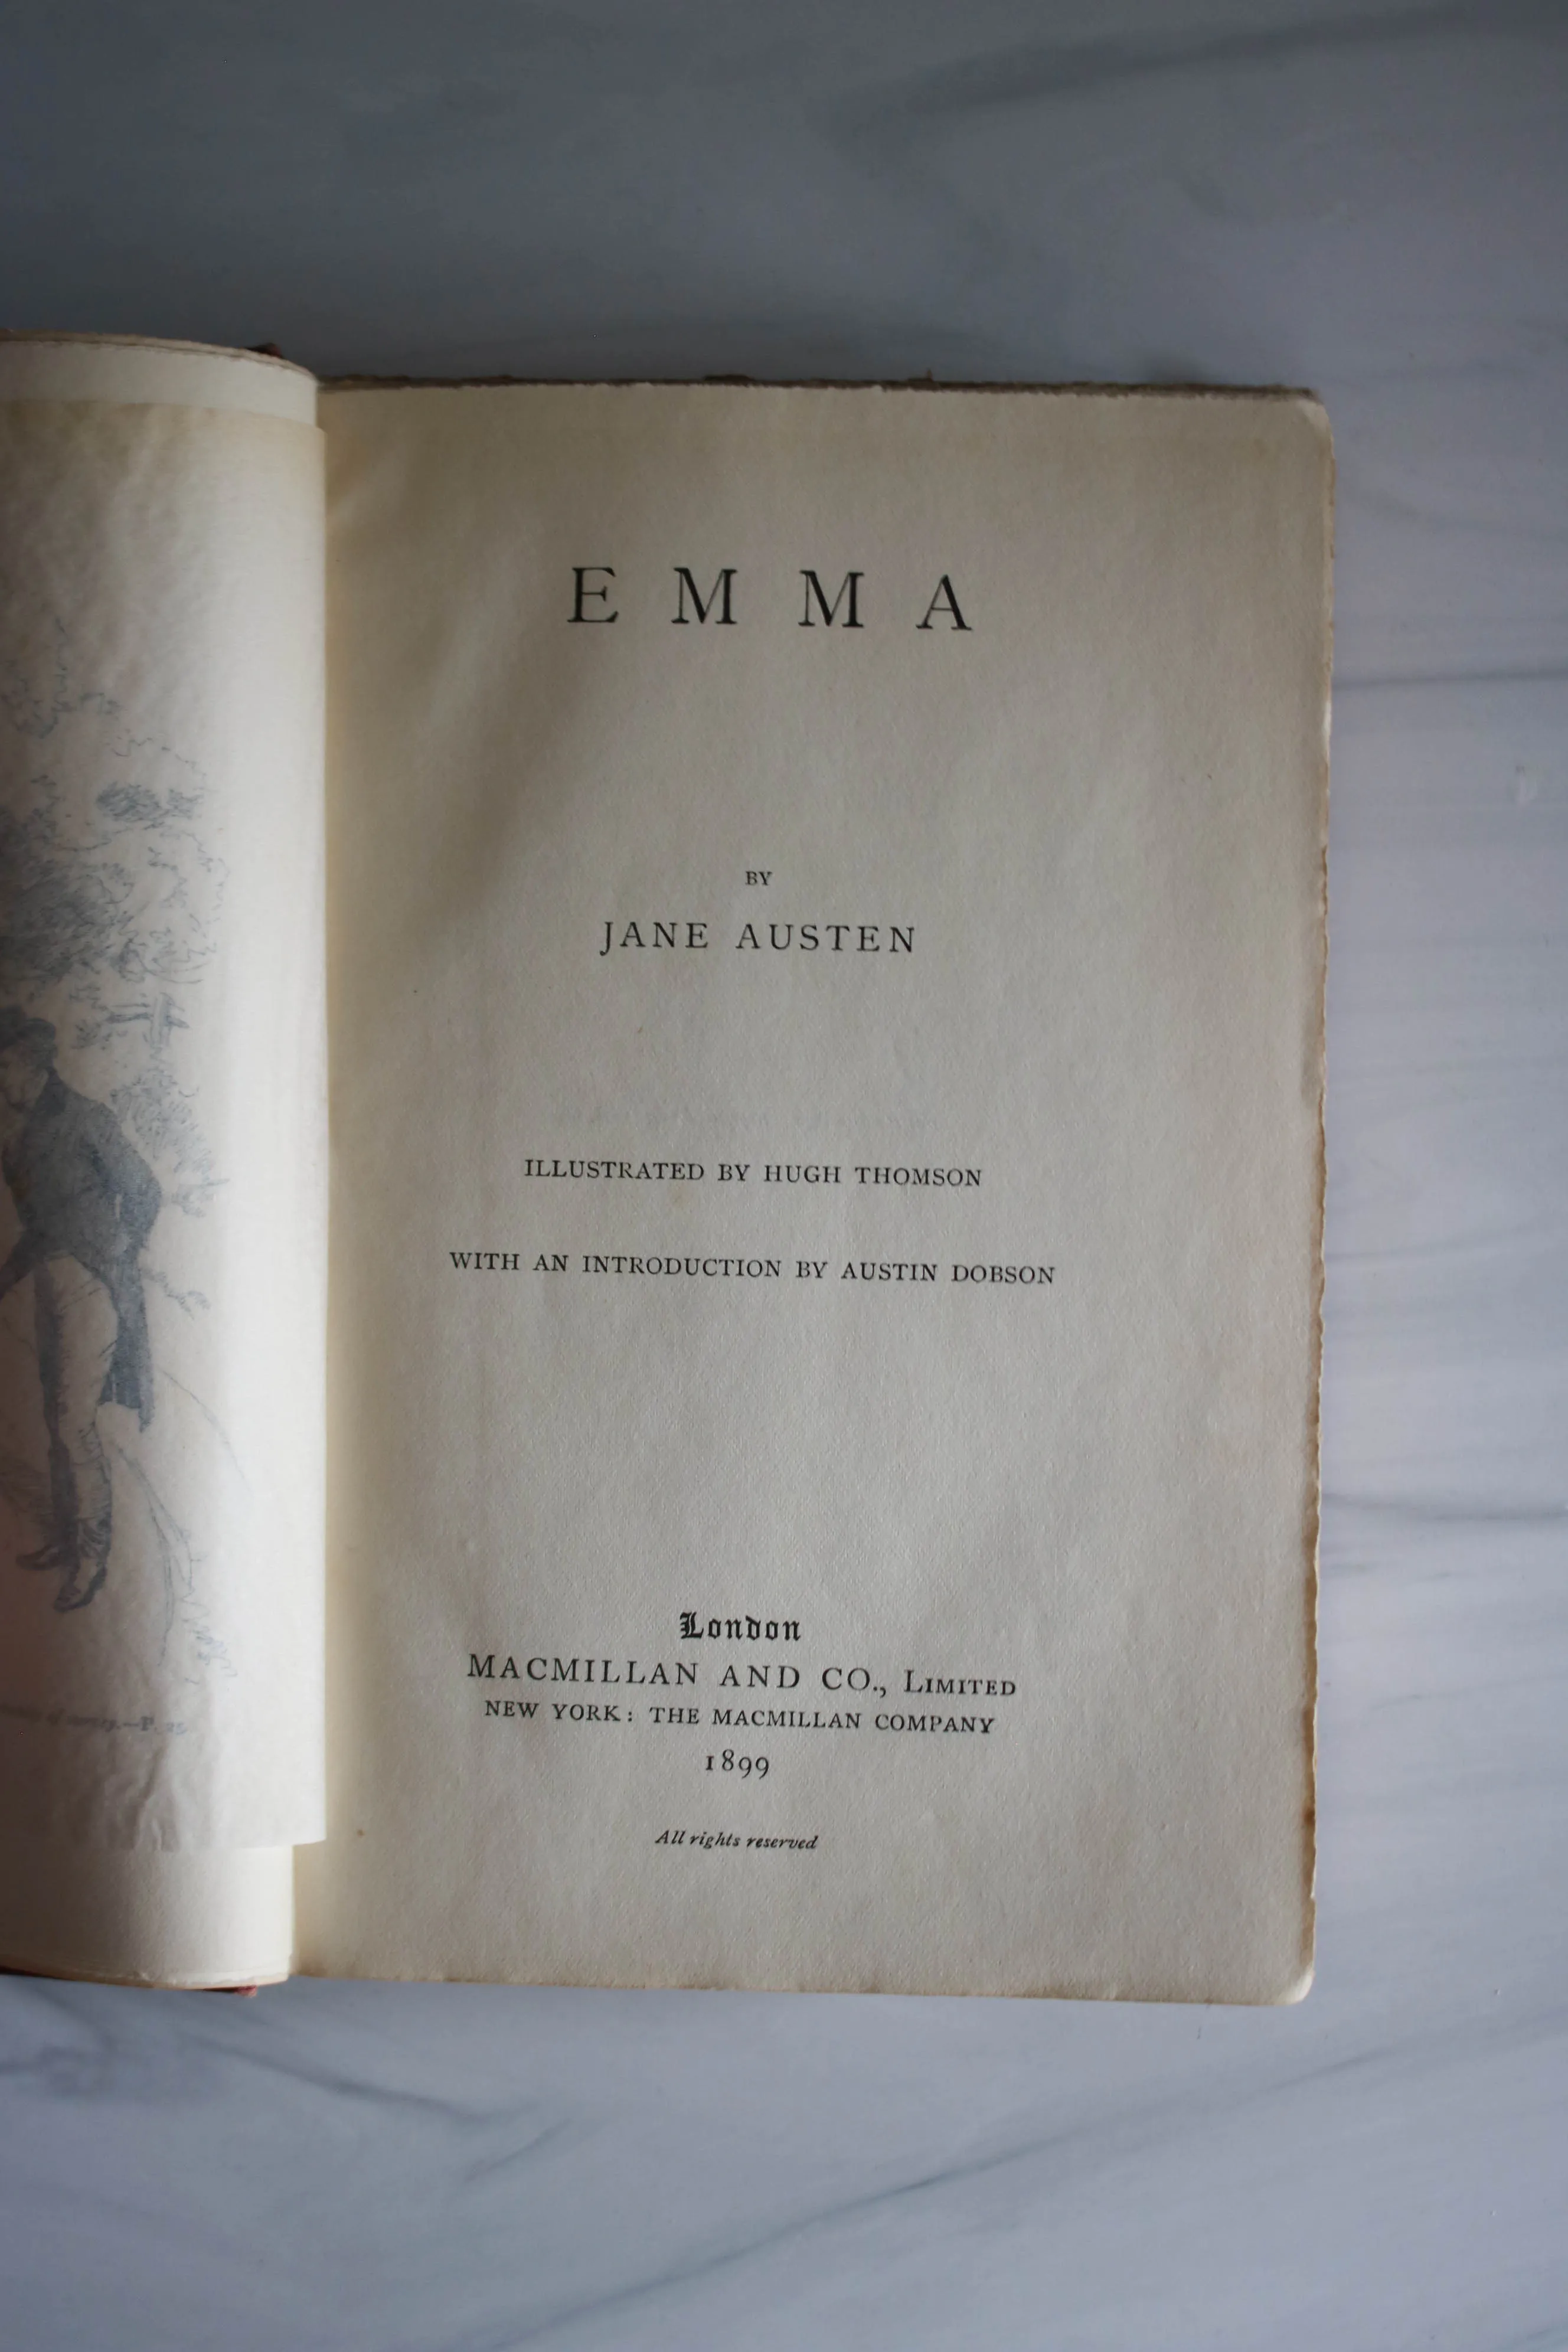 EMMA
BY
JANE AUSTEN
ILLUSTRATED BY HUGH THOMSON
WITH AN INTRODUCTION BY AUSTIN DOBSON
London
MACMILLAN AND CO., LIMITED
NEW YORK: THE MACMILLAN COMPANY
1899
All rights reserved